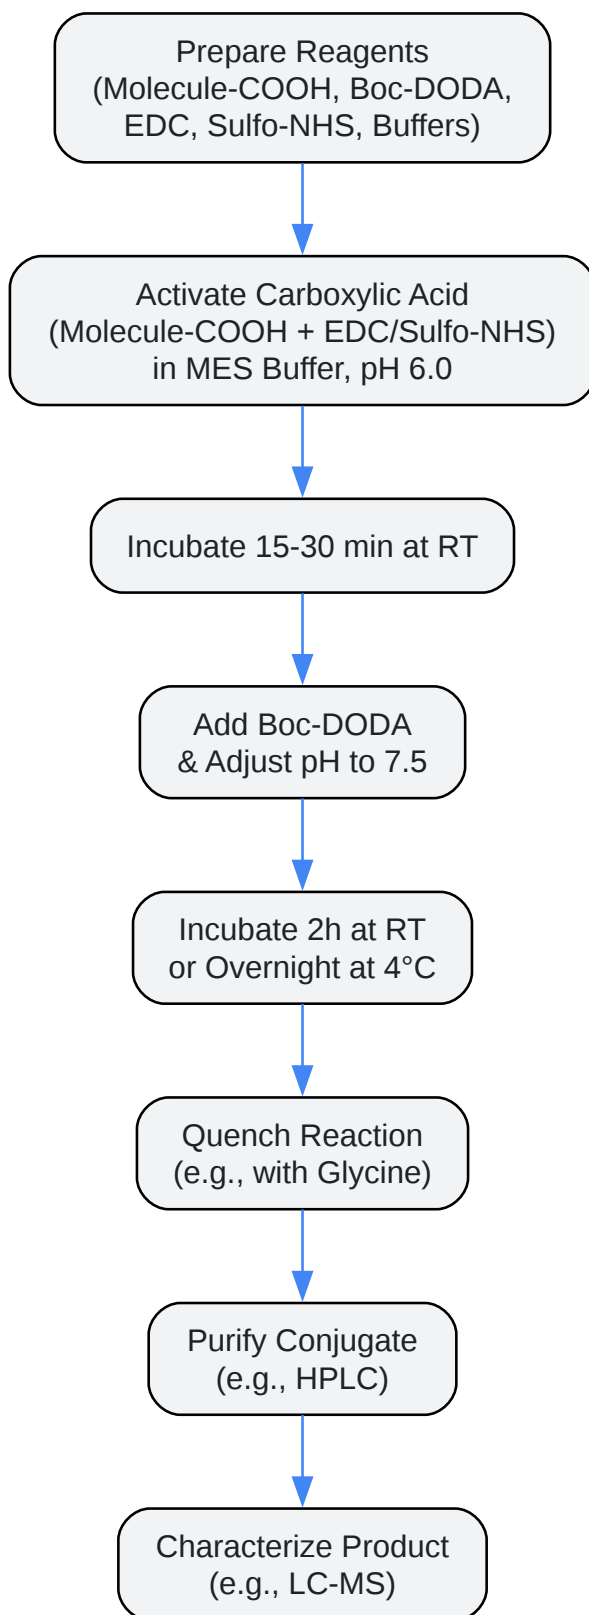 Prepare Reagents
(Molecule-COOH, Boc-DODA,
EDC, Sulfo-NHS, Buffers)
Activate Carboxylic Acid
(Molecule-COOH + EDC/Sulfo-NHS)
in MES Buffer, pH 6.0
Incubate 15-30 min at RT
Add Boc-DODA
& Adjust pH to 7.5
Incubate 2h at RT
or Overnight at 4°C
Quench Reaction
(e.g., with Glycine)
Purify Conjugate
(e.g., HPLC)
Characterize Product
(e.g., LC-MS)